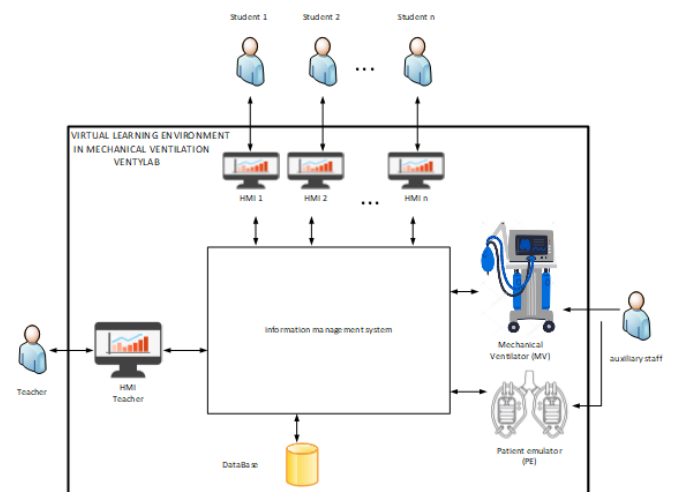 Student 1
Student 2
Student n
...
VIRTUAL LEARNING ENVIRONMENT
IN MECHANICAL VENTILATION
VENTYLAB
HMI 1
HMI 2
HMI n
...
information management system
Mechanical
Ventilator (MV)
auxiliary staff
HMI
Teacher
Teacher
Patient emulator
(PE)
DataBase